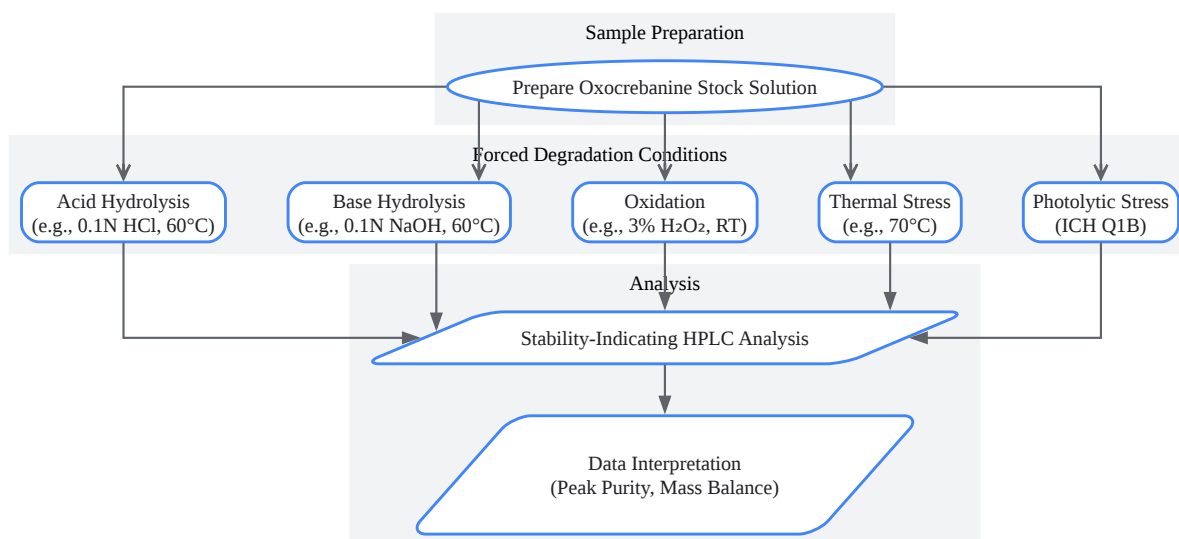 Sample Preparation
Prepare Oxocrebanine Stock Solution
Forced Degradation Conditions
Acid Hydrolysis
(e.g., 0.1N HCl, 60°C)
Base Hydrolysis
(e.g., 0.1N NaOH, 60°C)
Oxidation
(e.g., 3% H₂O₂, RT)
Thermal Stress
(e.g., 70°C)
Photolytic Stress
(ICH Q1B)
Analysis
Stability-Indicating HPLC Analysis
Data Interpretation
(Peak Purity, Mass Balance)